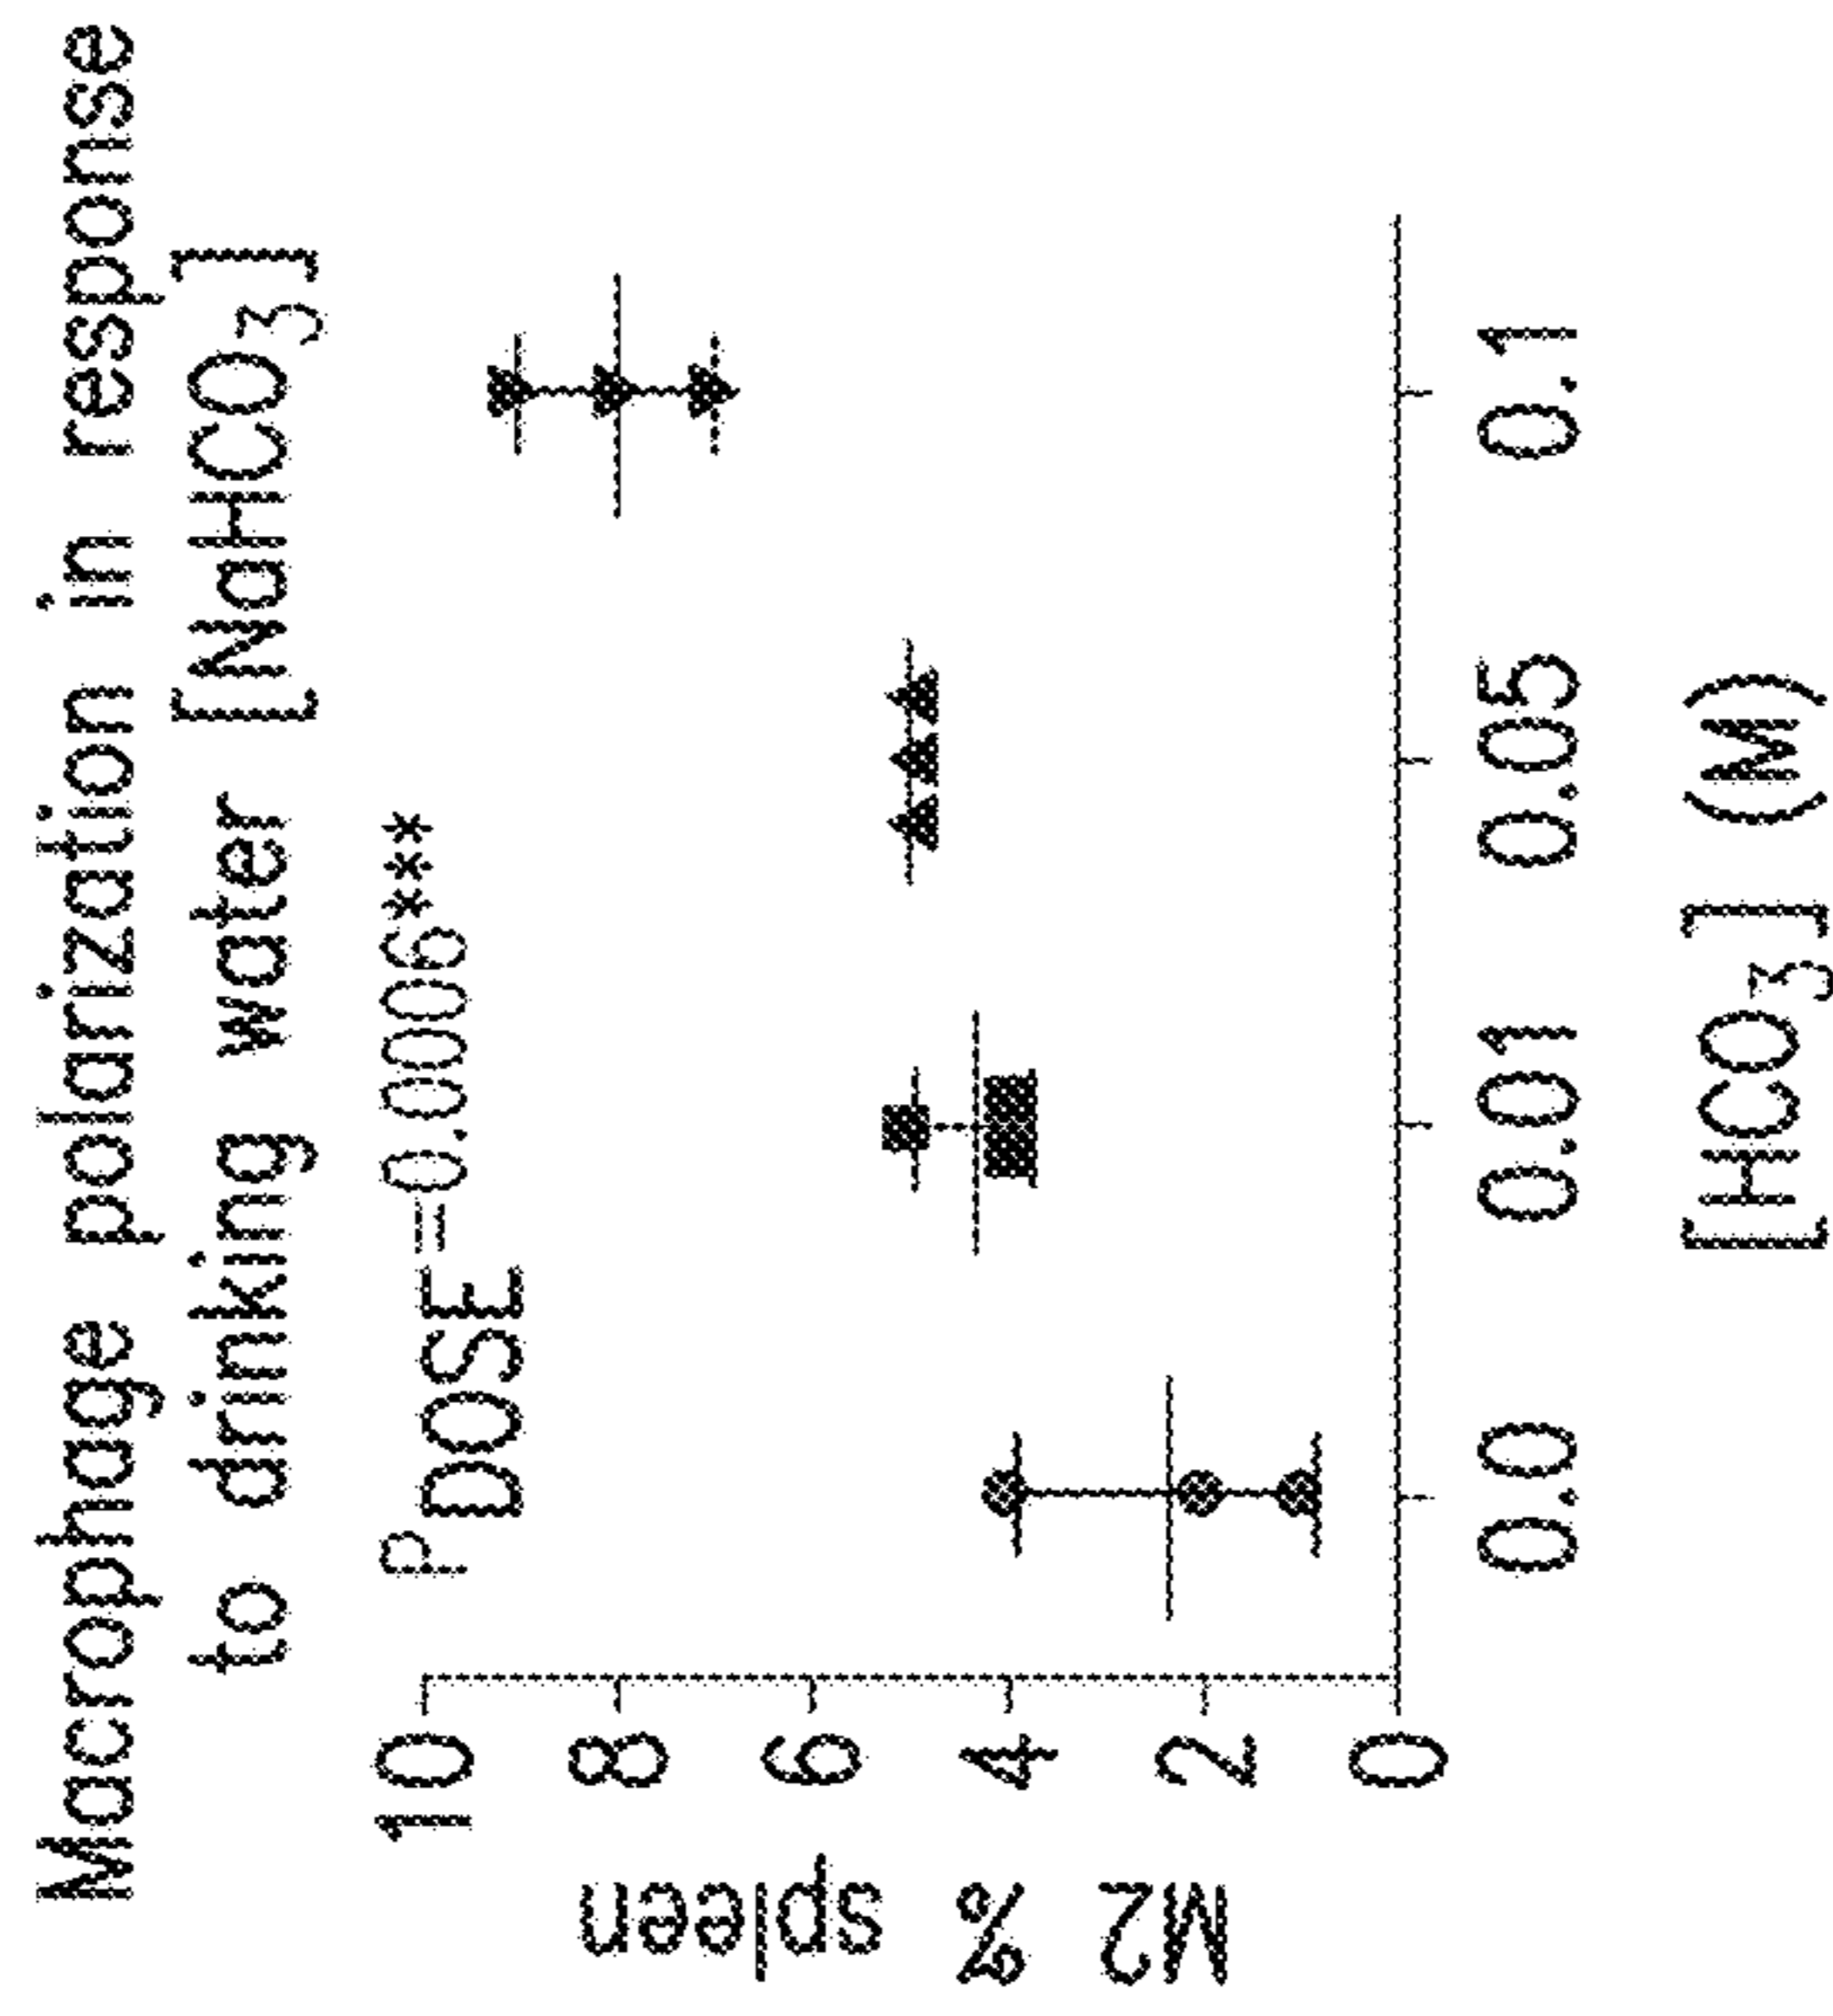 Macrophage polarization in response
to drinking water [NaHCO₃]
PDOSE=0.0006***
10
8
6
4
2
0
M2 % spleen
0.0 0.01 0.05 0.1
[HCO₃] (M)